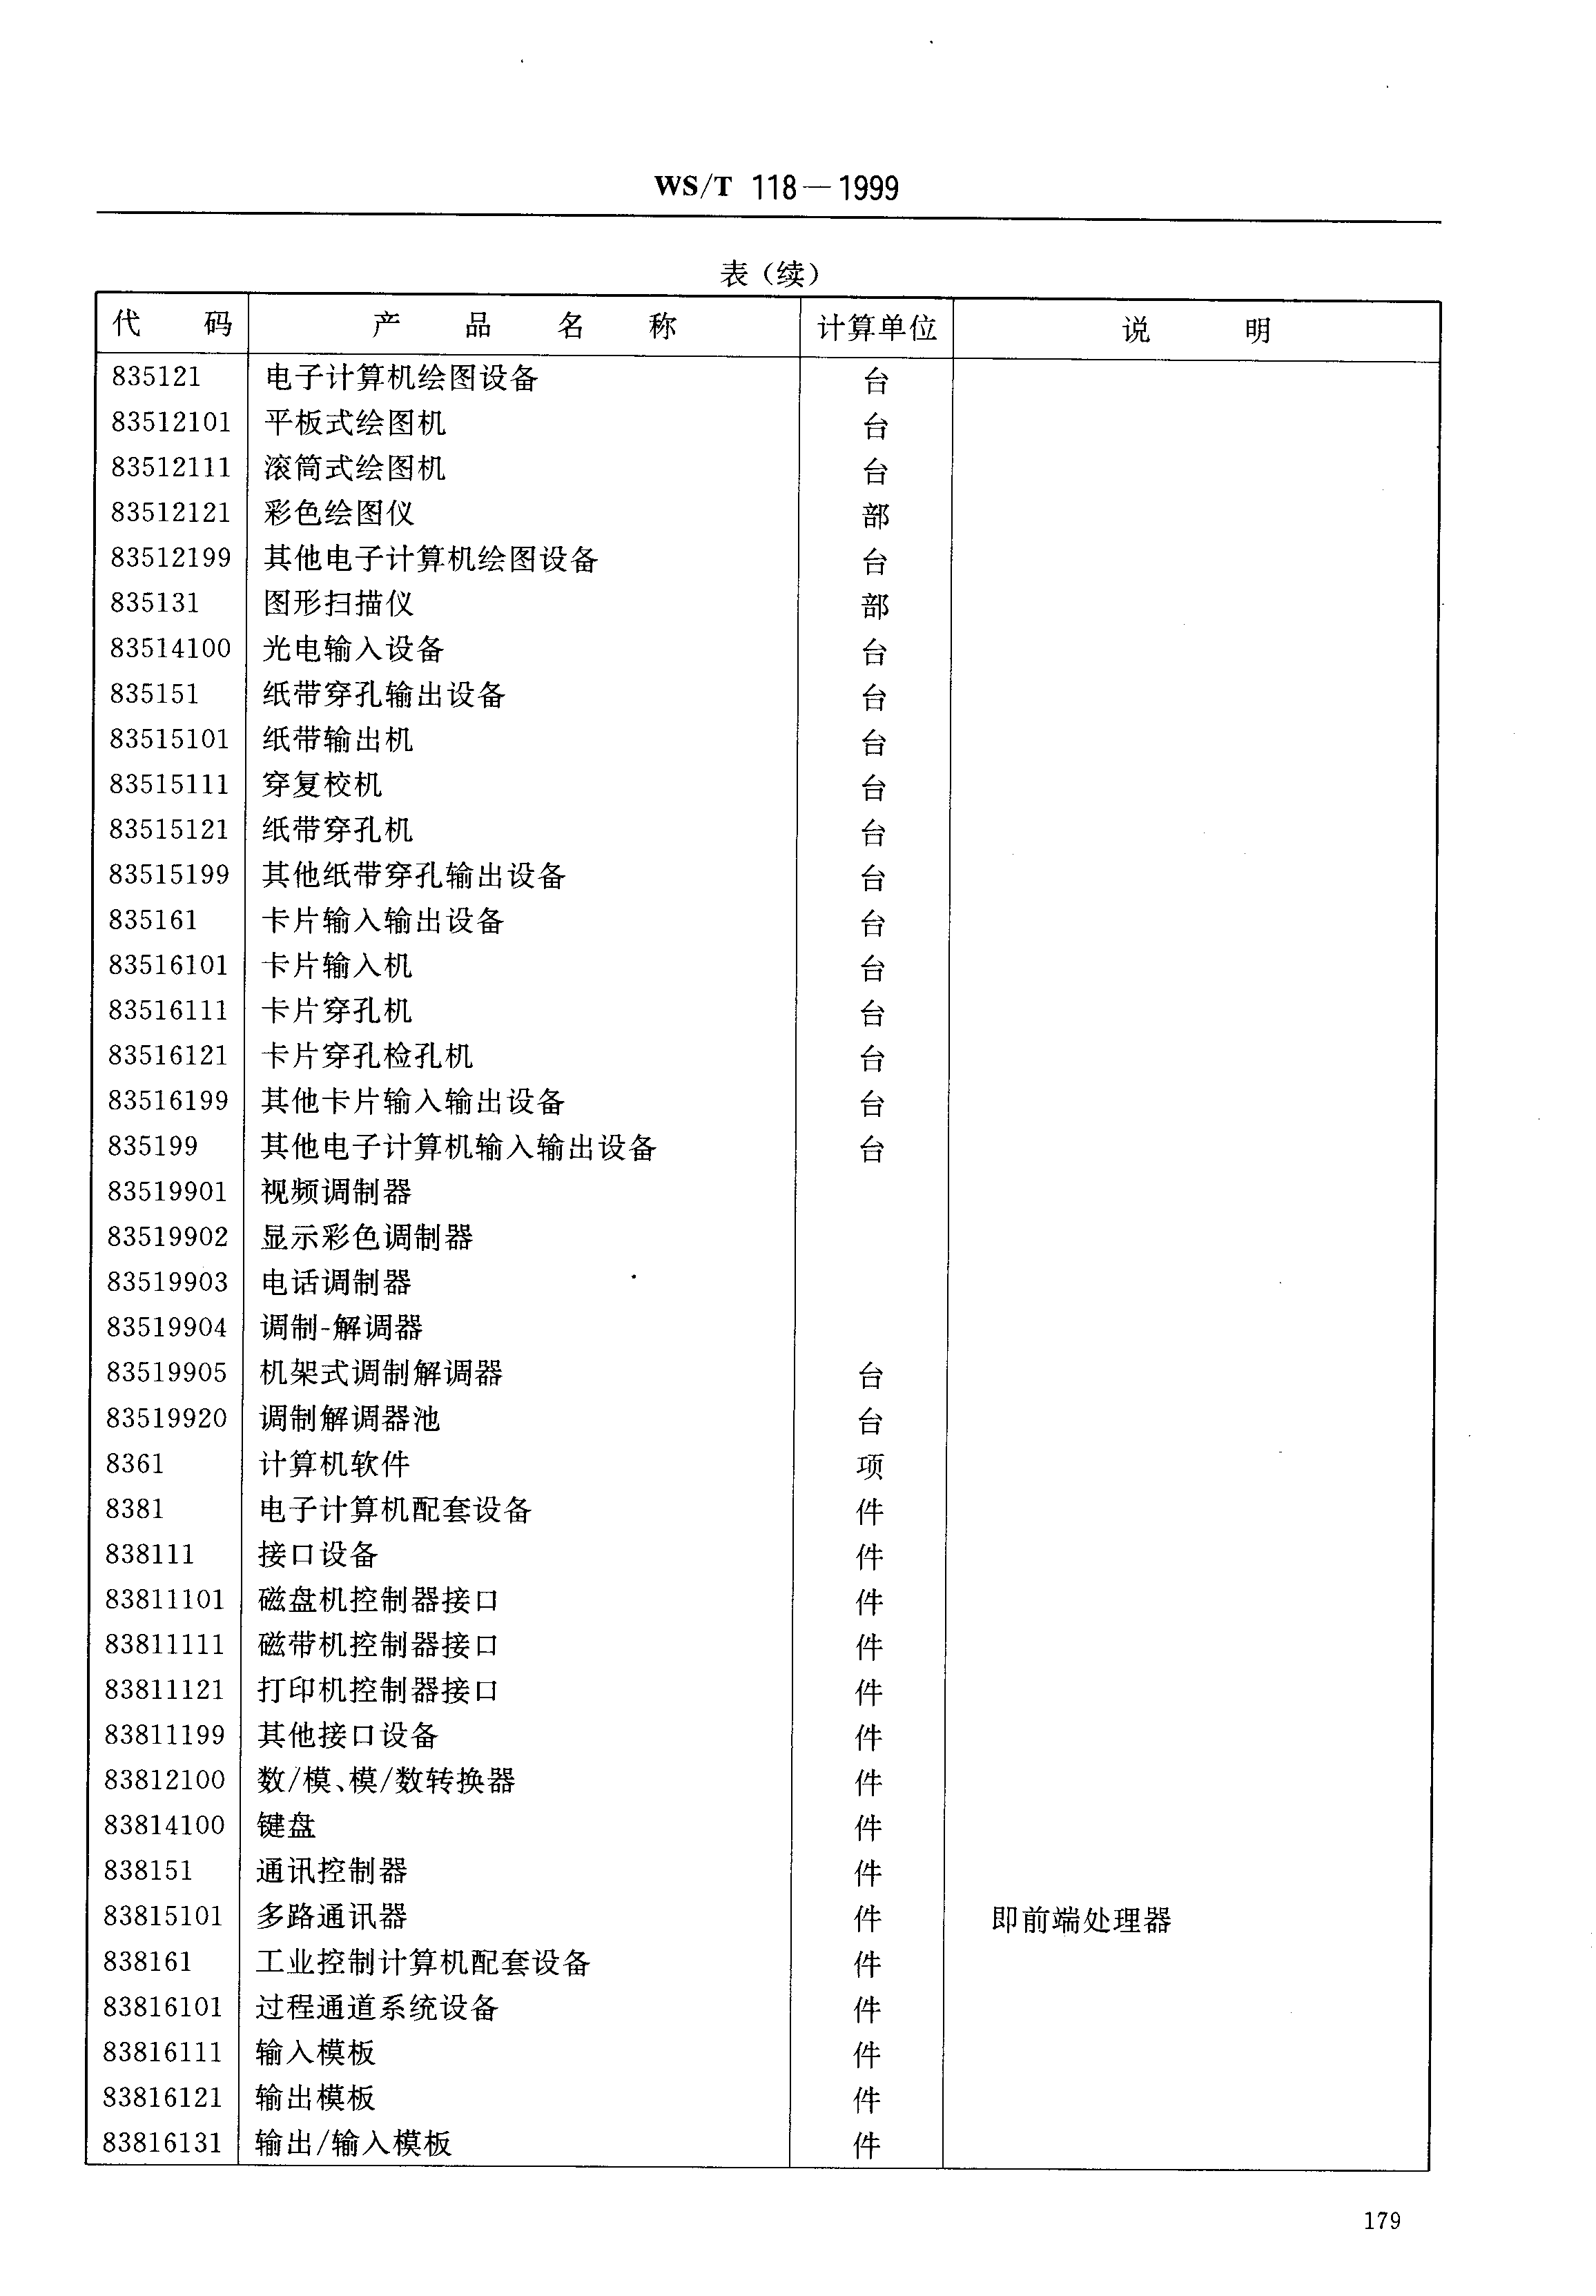 WS/T 118—1999
表（续）
代 码 产 品 名 称 计算单位 说 明
835121 电子计算机绘图设备 台
83512101 平板式绘图机 台
83512111 滚筒式绘图机 台
83512121 彩色绘图仪 部
83512199 其他电子计算机绘图设备 台
835131 图形扫描仪 部
83514100 光电输入设备 台
835151 纸带穿孔输出设备 台
83515101 纸带输出机 台
83515111 穿复校机 台
83515121 纸带穿孔机 台
83515199 其他纸带穿孔输出设备 台
835161 卡片输入输出设备 台
83516101 卡片输入机 台
83516111 卡片穿孔机 台
83516121 卡片穿孔检孔机 台
83516199 其他卡片输入输出设备 台
835199 其他电子计算机输入输出设备 台
83519901 视频调制器
83519902 显示彩色调制器
83519903 电话调制器
83519904 调制-解调器
83519905 机架式调制解调器 台
83519920 调制解调器池 台
8361 计算机软件 项
8381 电子计算机配套设备 件
838111 接口设备 件
83811101 磁盘机控制器接口 件
83811111 磁带机控制器接口 件
83811121 打印机控制器接口 件
83811199 其他接口设备 件
83812100 数/模、模/数转换器 件
83814100 键盘 件
838151 通讯控制器 件
83815101 多路通讯器 件 即前端处理器
838161 工业控制计算机配套设备 件
83816101 过程通道系统设备 件
83816111 输入模板 件
83816121 输出模板 件
83816131 输出/输入模板 件
179